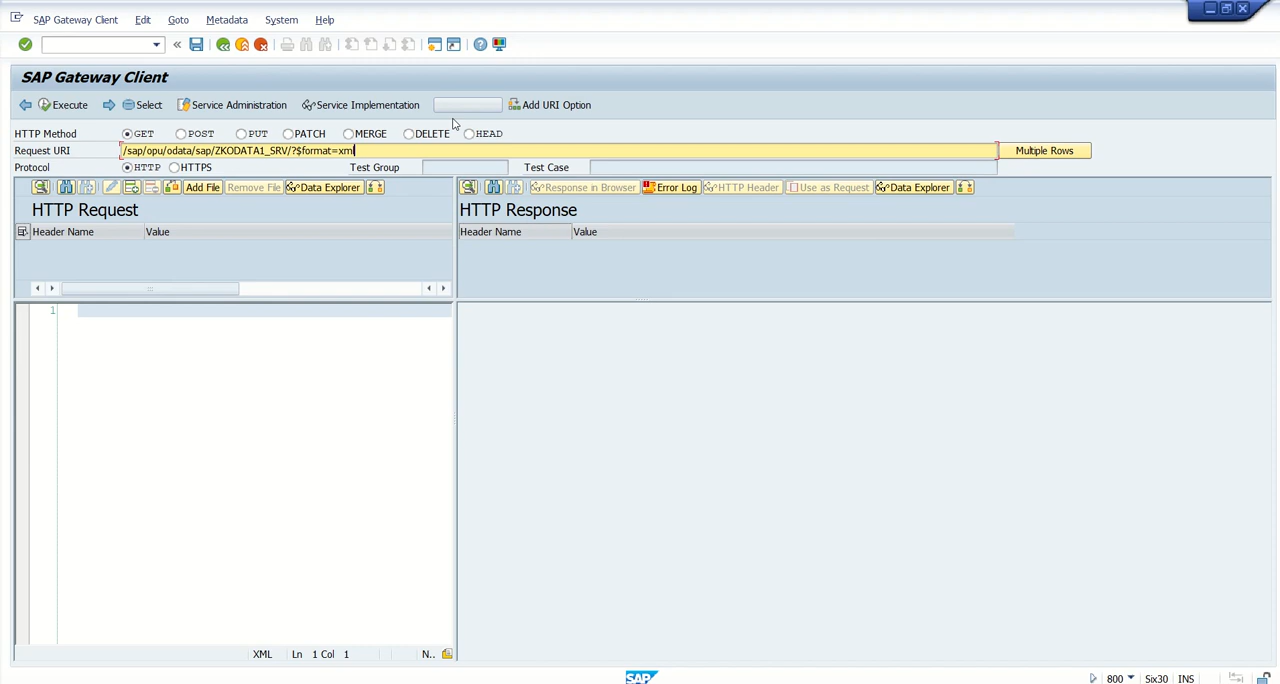 SAP Gateway Client Edit Goto Metadata System Help
SAP Gateway Client
Execute Select Service Administration Service Implementation Add URI Option
HTTP Method GET POST PUT PATCH MERGE DELETE HEAD
Request URI /sap/opu/odata/sap/ZKODATA1_SRV/?$format=xml Multiple Rows
Protocol HTTP HTTPS Test Group Test Case
Add File Remove File Data Explorer Response in Browser Error Log HTTP Header Use as Request Data Explorer
HTTP Request HTTP Response
Header Name Value Header Name Value
1
XML Ln 1 Col 1 N..
SAP 800 Six30 INS